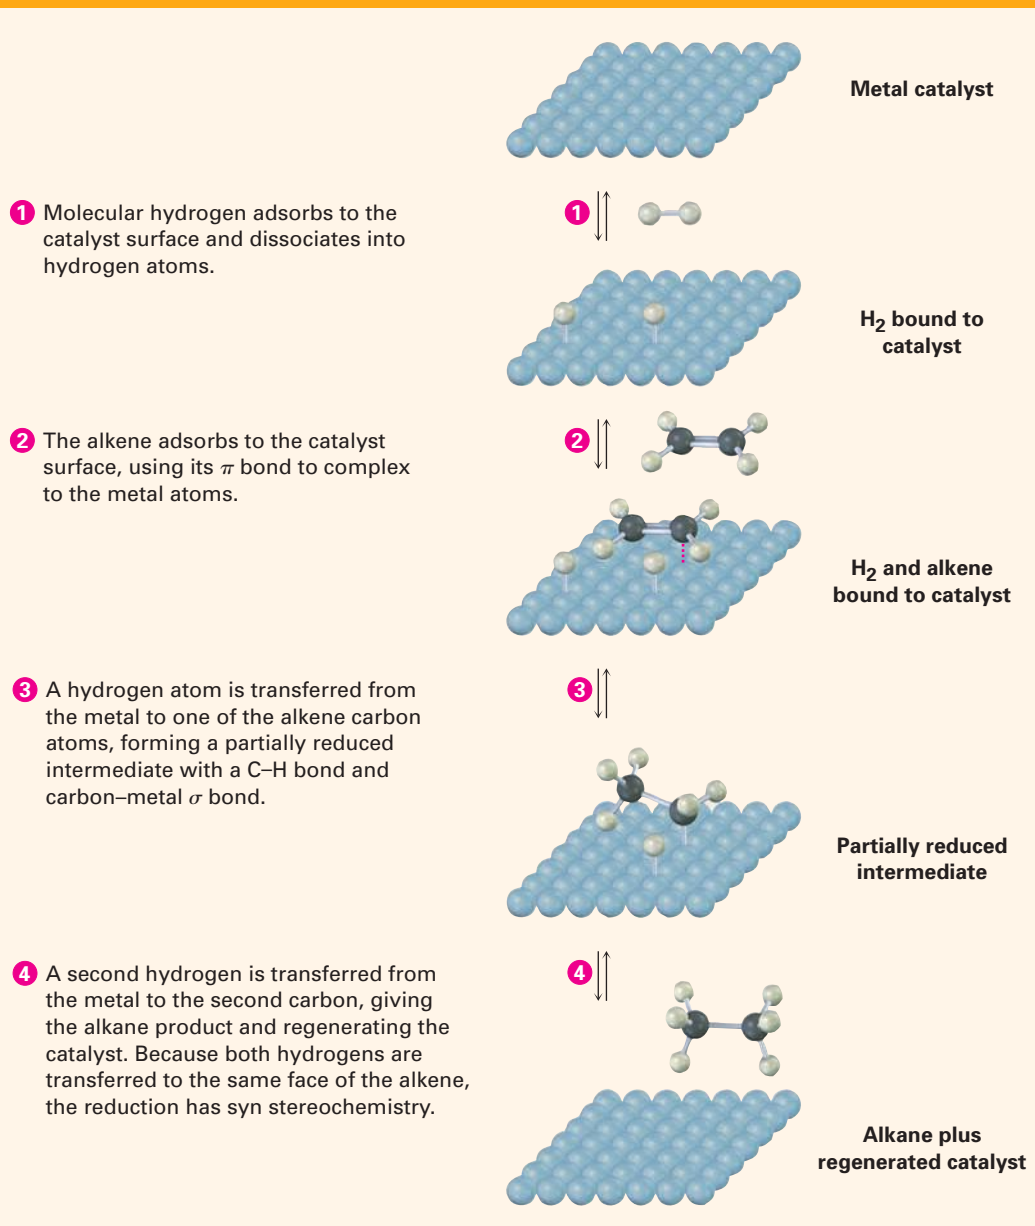 Metal catalyst
1 Molecular hydrogen adsorbs to the
catalyst surface and dissociates into
hydrogen atoms.
1
H2 bound to
catalyst
2 The alkene adsorbs to the catalyst
surface, using its π bond to complex
to the metal atoms.
2
H2 and alkene
bound to catalyst
3 A hydrogen atom is transferred from
the metal to one of the alkene carbon
atoms, forming a partially reduced
intermediate with a C–H bond and
carbon–metal σ bond.
3
Partially reduced
intermediate
4 A second hydrogen is transferred from
the metal to the second carbon, giving
the alkane product and regenerating the
catalyst. Because both hydrogens are
transferred to the same face of the alkene,
the reduction has syn stereochemistry.
4
Alkane plus
regenerated catalyst